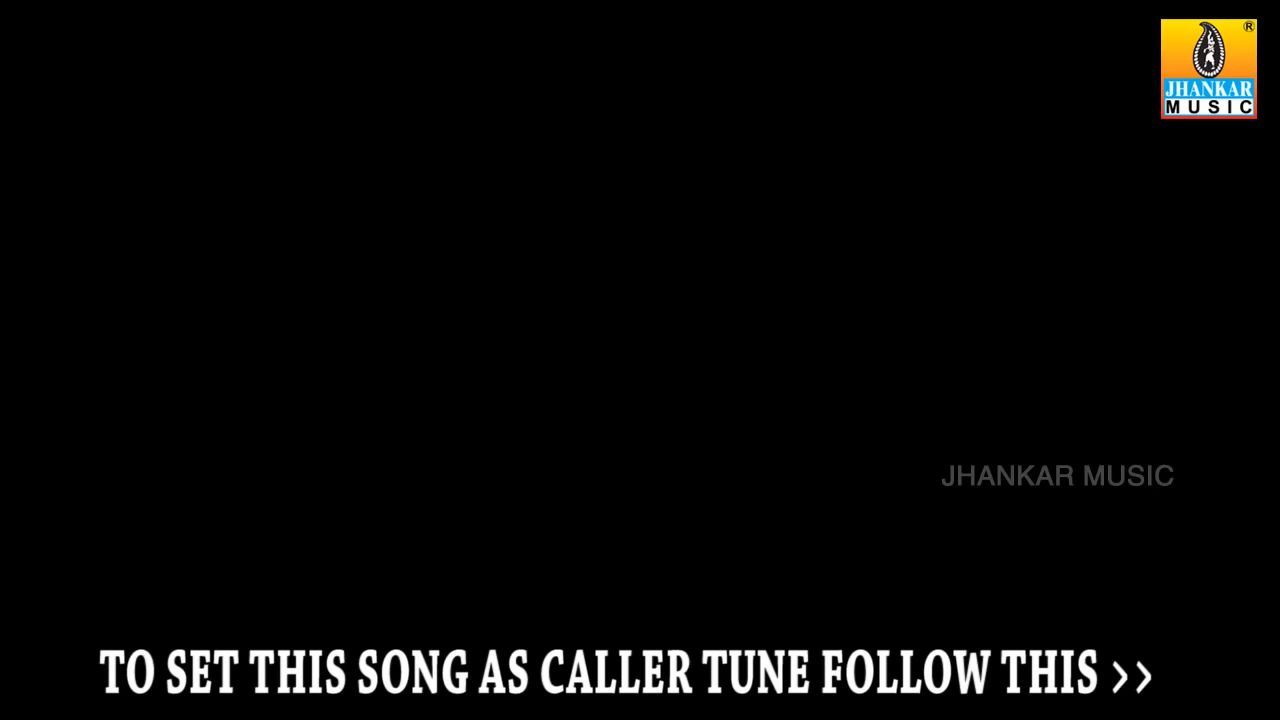 ®
JHANKAR
MUSIC
JHANKAR MUSIC
TO SET THIS SONG AS CALLER TUNE FOLLOW THIS >>